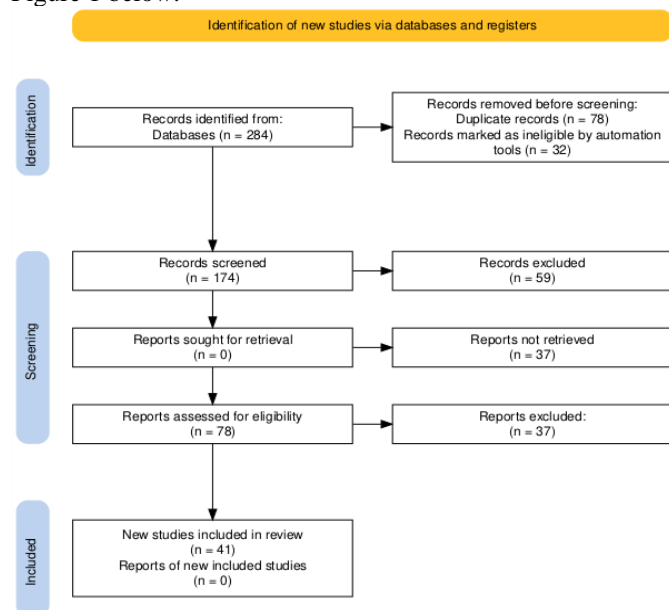 Figure 1 below.
Identification of new studies via databases and registers
Identification
Records identified from:
Databases (n = 284)
Records removed before screening:
Duplicate records (n = 78)
Records marked as ineligible by automation
tools (n = 32)
Screening
Records screened
(n = 174)
Records excluded
(n = 59)
Reports sought for retrieval
(n = 0)
Reports not retrieved
(n = 37)
Reports assessed for eligibility
(n = 78)
Reports excluded:
(n = 37)
Included
New studies included in review
(n = 41)
Reports of new included studies
(n = 0)